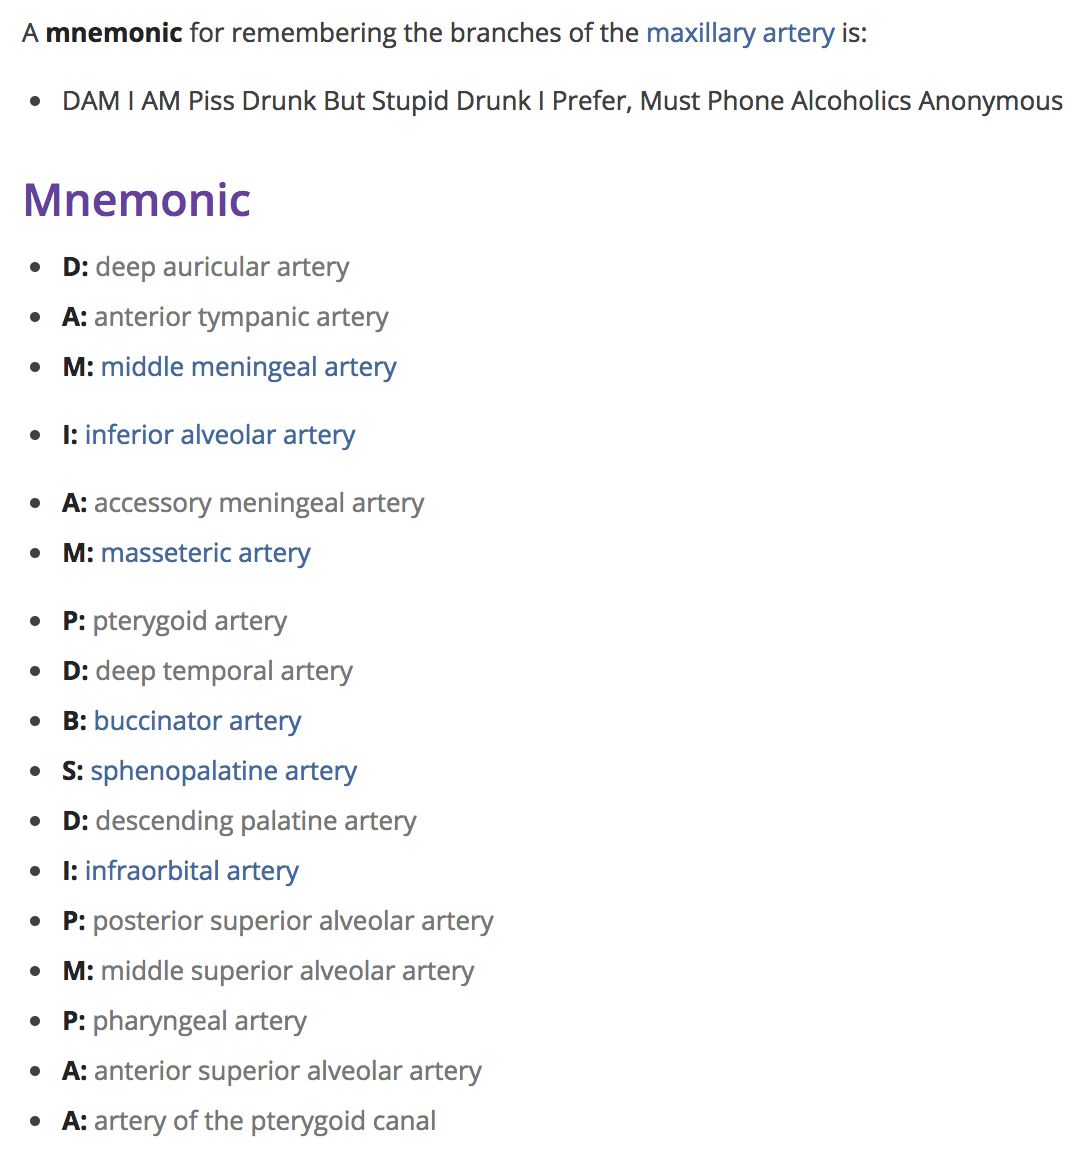 A mnemonic for remembering the branches of the maxillary artery is:
• DAM I AM Piss Drunk But Stupid Drunk I Prefer, Must Phone Alcoholics Anonymous
Mnemonic
• D: deep auricular artery
• A: anterior tympanic artery
• M: middle meningeal artery
• I: inferior alveolar artery
• A: accessory meningeal artery
• M: masseteric artery
• P: pterygoid artery
• D: deep temporal artery
• B: buccinator artery
• S: sphenopalatine artery
• D: descending palatine artery
• I: infraorbital artery
• P: posterior superior alveolar artery
• M: middle superior alveolar artery
• P: pharyngeal artery
• A: anterior superior alveolar artery
• A: artery of the pterygoid canal